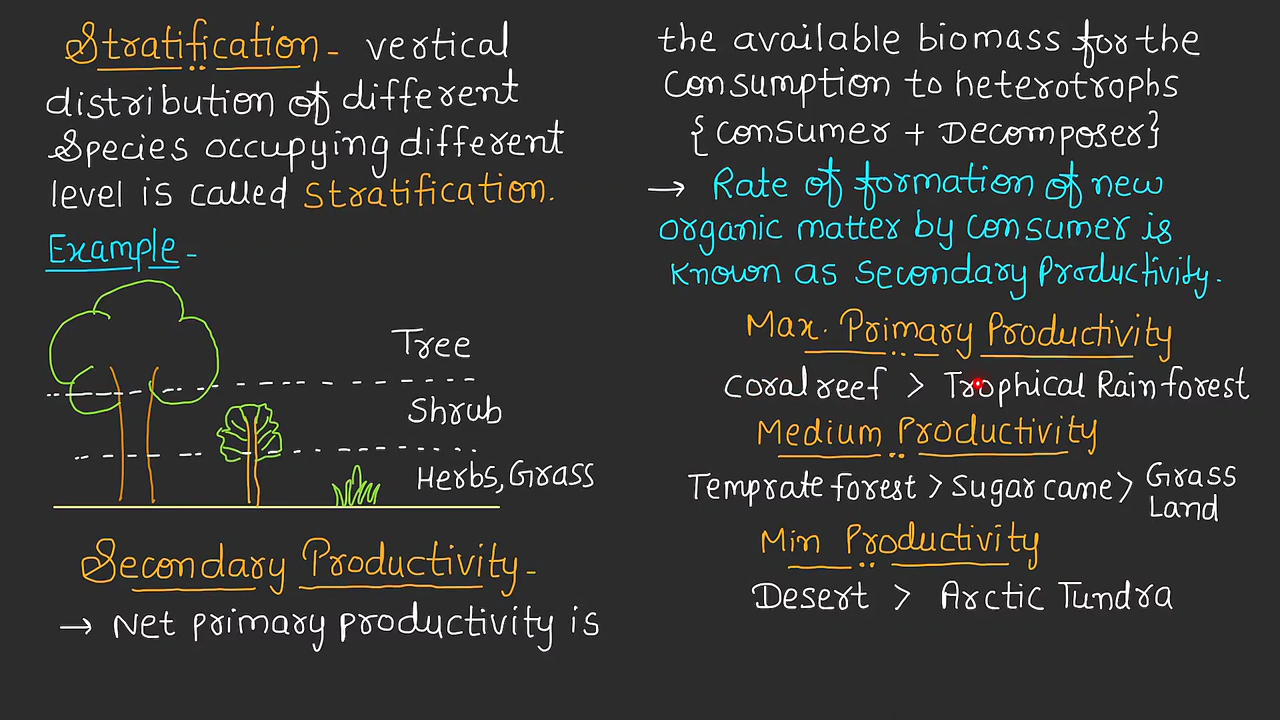 Stratification - vertical
distribution of different
Species occupying different
level is called Stratification.
Example -
Tree
Shrub
Herbs, Grass
Secondary Productivity -
→ Net primary productivity is
the available biomass for the
Consumption to heterotrophs
{Consumer + Decomposer}
→ Rate of formation of new
organic matter by Consumer is
Known as Secondary Productivity.
Max. Primary Productivity
Coral reef > Trophical Rain forest
Medium Productivity
Temprate forest > Sugar cane > Grass Land
Min Productivity
Desert > Arctic Tundra